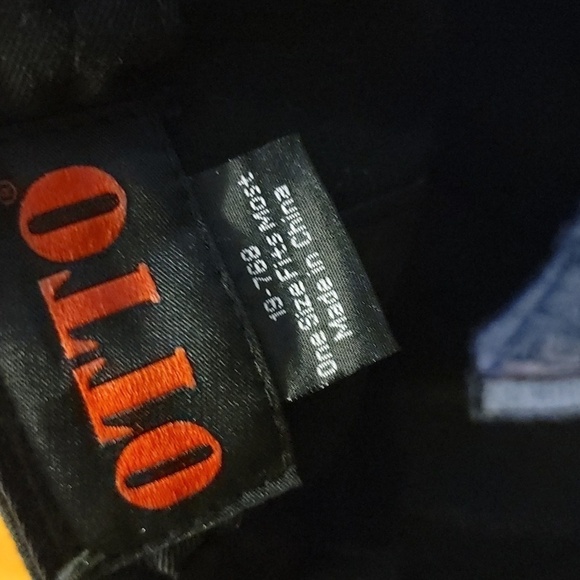 OTTO
®
19-768
One Size Fits Most
Made in China